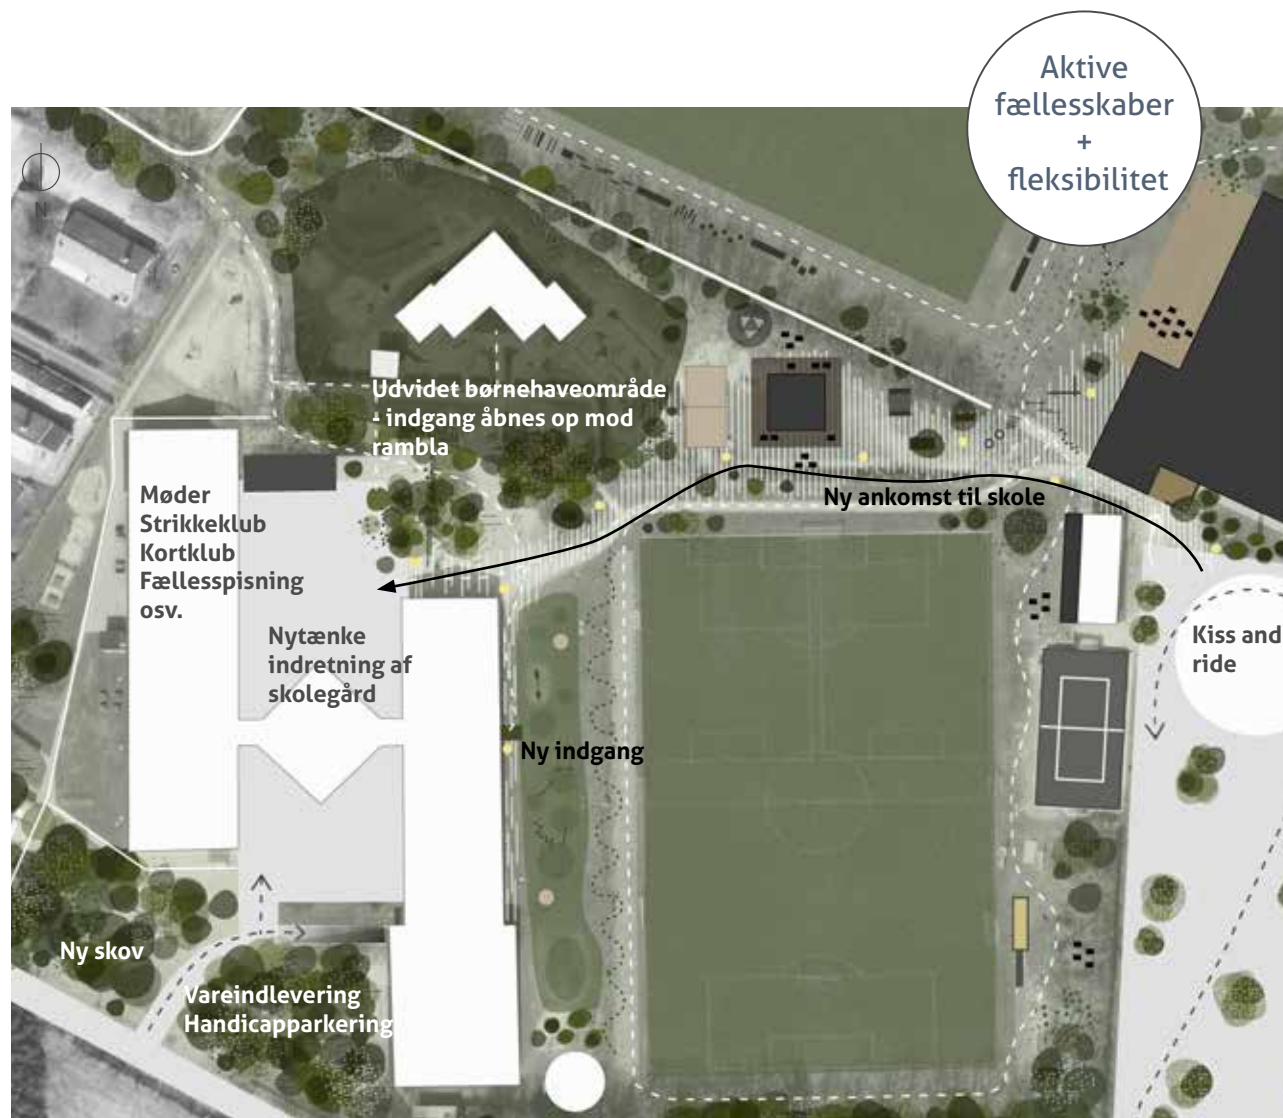 Aktive
fællesskaber
+
fleksibilitet
N
Udvidet børnehaveområde
- indgang åbnes op mod
rambla
Møder
Strikkeklub
Kortklub
Fællesspisning
osv.
Ny ankomst til skole
Nytænke
indretning af
skolegård
Kiss and
ride
Ny indgang
Ny skov
Vareindlevering
Handicapparkering